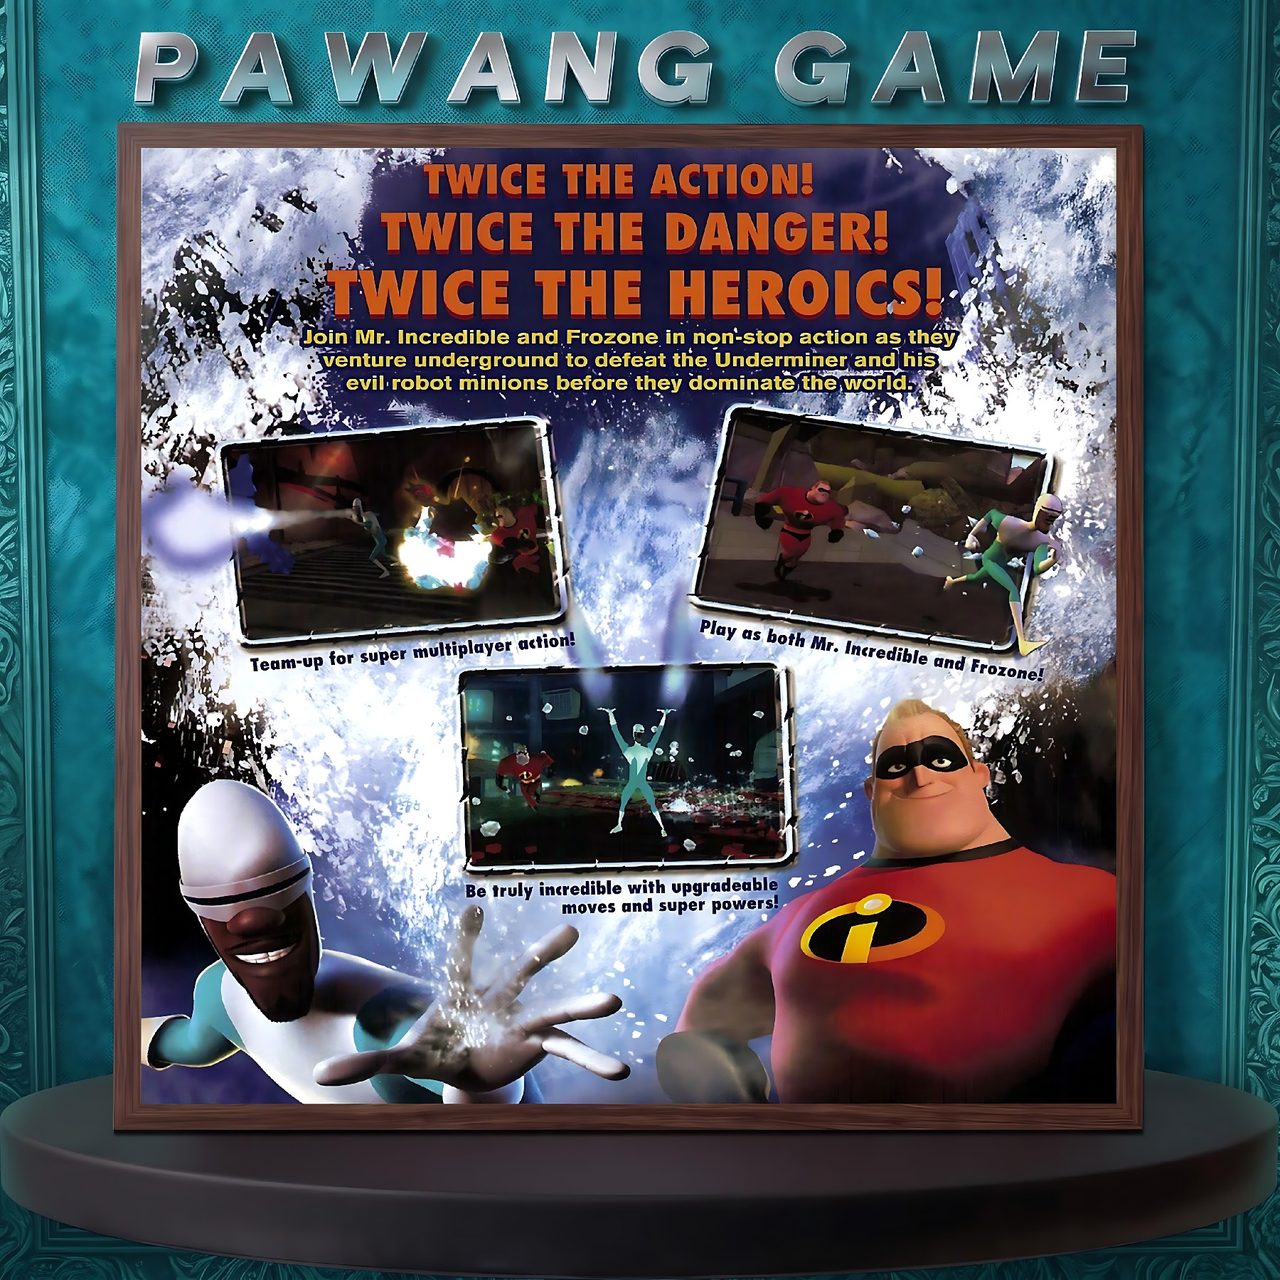 PAWANG GAME
TWICE THE ACTION!
TWICE THE DANGER!
TWICE THE HEROICS!
Join Mr. Incredible and Frozone in non-stop action as they
venture underground to defeat the Underminer and his
evil robot minions before they dominate the world.
Team-up for super multiplayer action!
Play as both Mr. Incredible and Frozone!
Be truly incredible with upgradeable
moves and super powers!
i